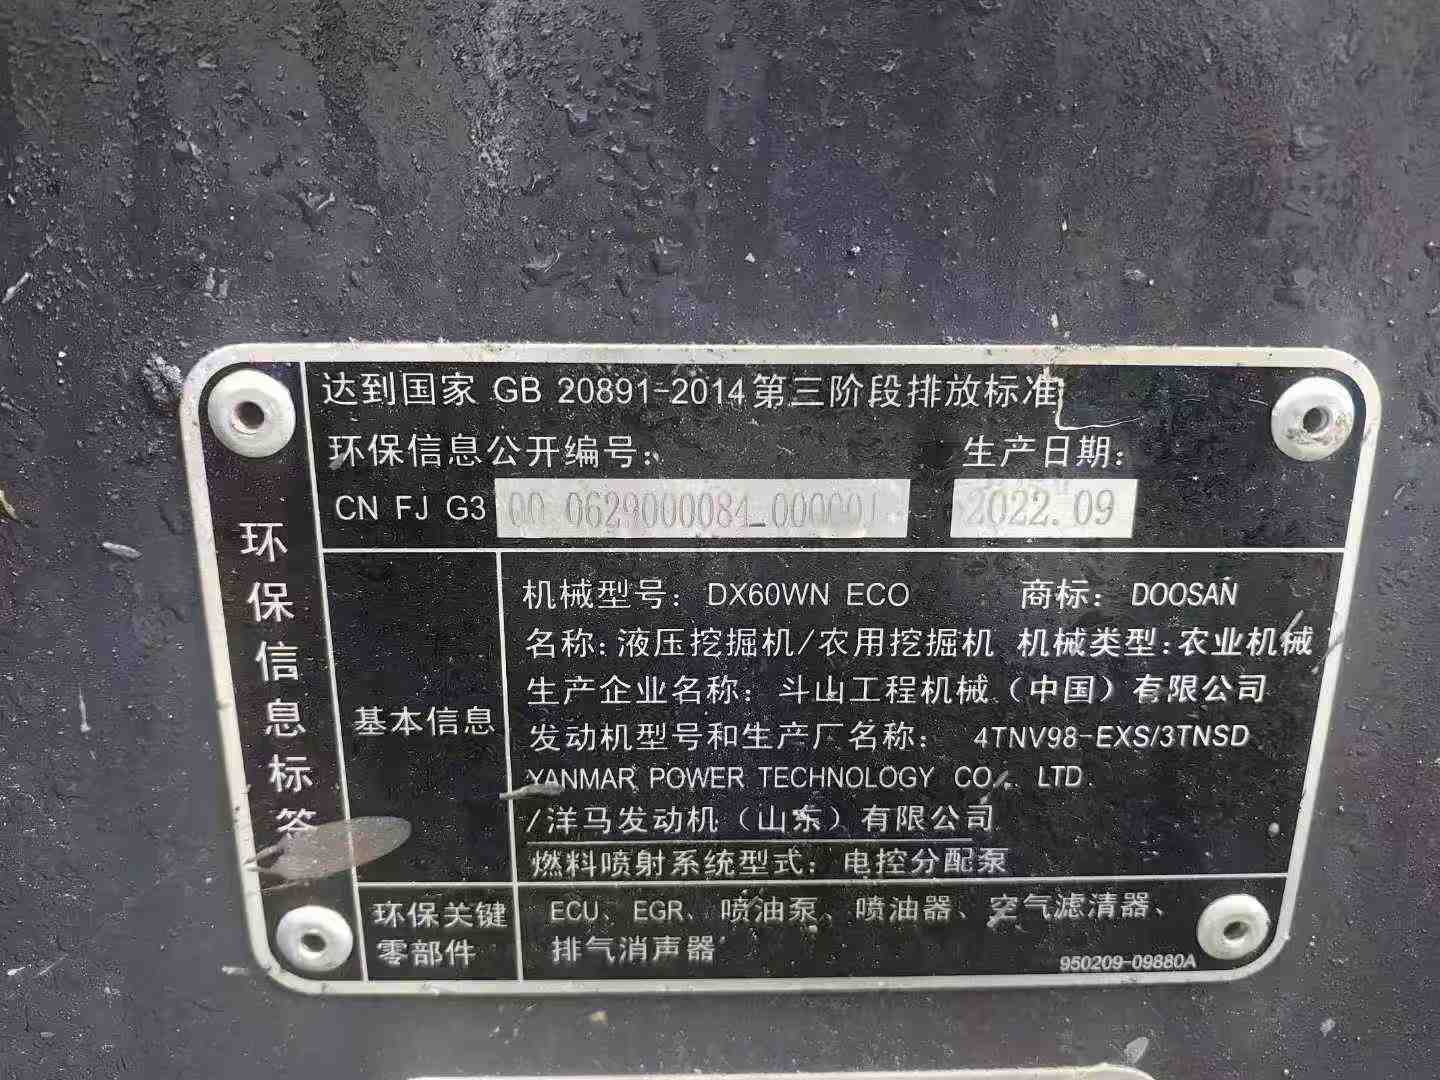 达到国家 GB 20891-2014第三阶段排放标准
环保信息公开编号: 生产日期:
CN FJ G3 00 0629000084_000001 2022.09
环保信息标签
基本信息
机械型号: DX60WN ECO 商标: DOOSAN
名称:液压挖掘机/农用挖掘机 机械类型:农业机械
生产企业名称: 斗山工程机械(中国)有限公司
发动机型号和生产厂名称: 4TNV98-EXS/3TNSD
YANMAR POWER TECHNOLOGY CO., LTD.
/洋马发动机(山东)有限公司
燃料喷射系统型式: 电控分配泵
环保关键零部件
ECU、EGR、喷油泵、喷油器、空气滤清器、
排气消声器
950209-09880A